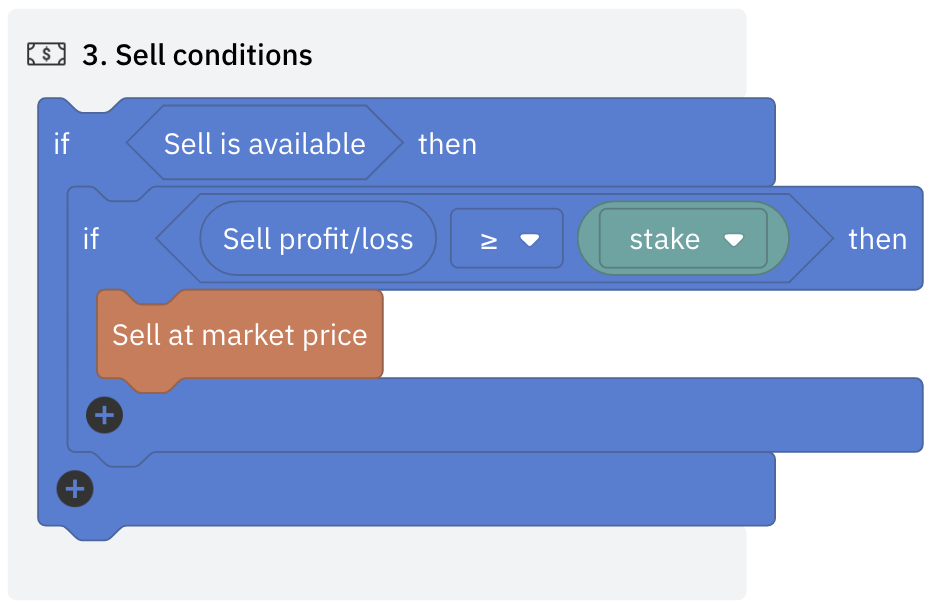 $ 3. Sell conditions
if Sell is available then
if Sell profit/loss ≥ stake then
Sell at market price